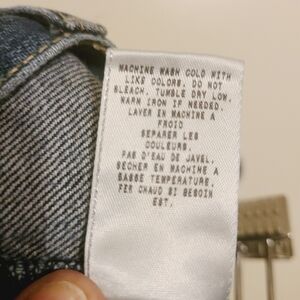 MACHINE WASH COLD WITH
LIKE COLORS. DO NOT
BLEACH. TUMBLE DRY LOW.
WARM IRON IF NEEDED.
LAVER EN MACHINE A
FROID
SEPARER LES
COULEURS.
PAS D'EAU DE JAVEL.
SECHER EN MACHINE A
BASSE TEMPERATURE.
FER CHAUD SI BESOIN
EST.